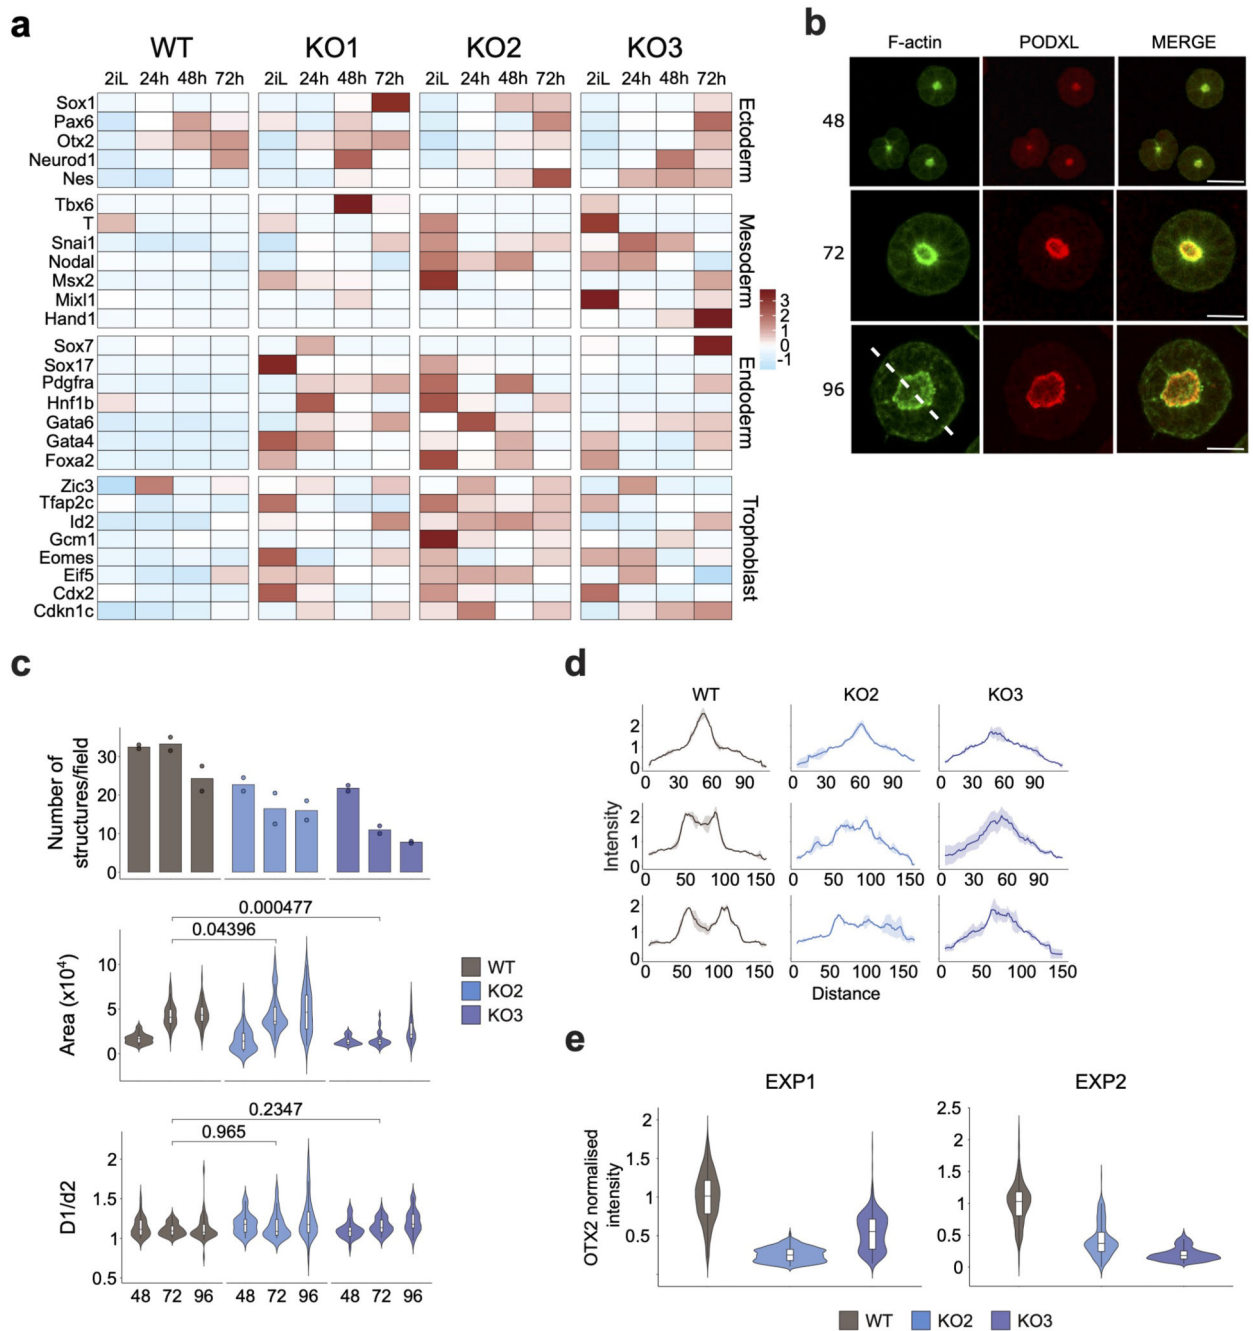 a
WT KO1 KO2 KO3
2iL 24h 48h 72h 2iL 24h 48h 72h 2iL 24h 48h 72h 2iL 24h 48h 72h
Sox1
Pax6
Otx2
Neurod1
Nes
Ectoderm
Tbx6
T
Snai1
Nodal
Msx2
Mixl1
Hand1
Mesoderm
3
2
1
0
-1
Sox7
Sox17
Pdgfra
Hnf1b
Gata6
Gata4
Foxa2
Endoderm
Zic3
Tfap2c
Id2
Gcm1
Eomes
Eif5
Cdx2
Cdkn1c
Trophoblast
b
F-actin PODXL MERGE
48
72
96
c
Number of
structures/field
30
20
10
0
0.000477
0.04396
Area (x10⁴)
10
5
0
WT
KO2
KO3
0.2347
0.965
D1/d2
2
1.5
1
0.5
48 72 96 48 72 96 48 72 96
d
WT KO2 KO3
Intensity
2
1
0
0 30 60 90 0 30 60 90 0 30 60 90
2
1
0
0 50 100 150 0 50 100 150 0 30 60 90
2
1
0
0 50 100 150 0 50 100 150 0 50 100 150
Distance
e
EXP1 EXP2
OTX2 normalised
intensity
2
1.5
1
0.5
2.5
2
1.5
1
0.5
0
WT KO2 KO3